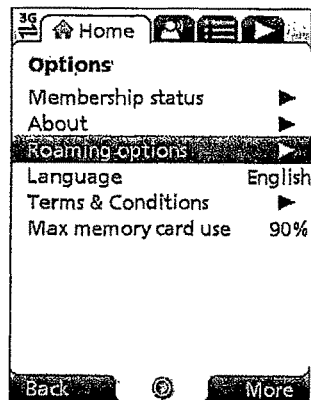 3G
Home
Options
Membership status
About
Roaming options
Language English
Terms & Conditions
Max memory card use 90%
Back More